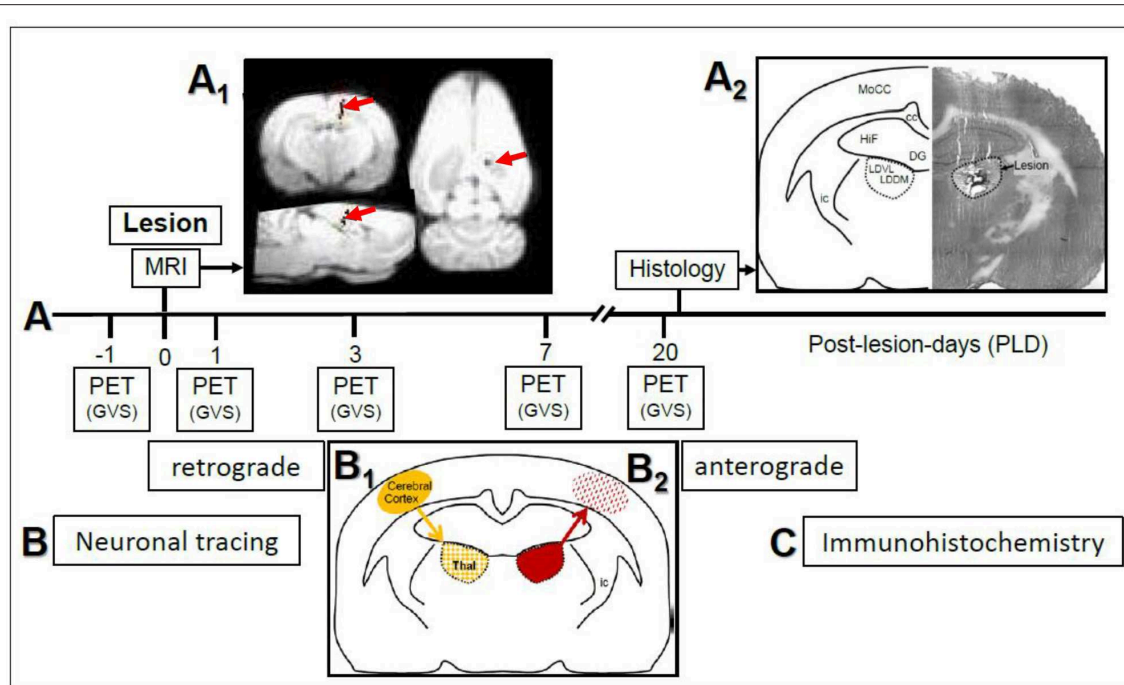 A1
A2
MoCC
cc
HiF
DG
LDVL
LDDM
ic
Lesion
Lesion
MRI
Histology
A
-1
0
1
3
7
20
Post-lesion-days (PLD)
PET
(GVS)
PET
(GVS)
PET
(GVS)
PET
(GVS)
PET
(GVS)
retrograde
B1
B2
anterograde
Cerebral
Cortex
Thal
ic
B
Neuronal tracing
C
Immunohistochemistry